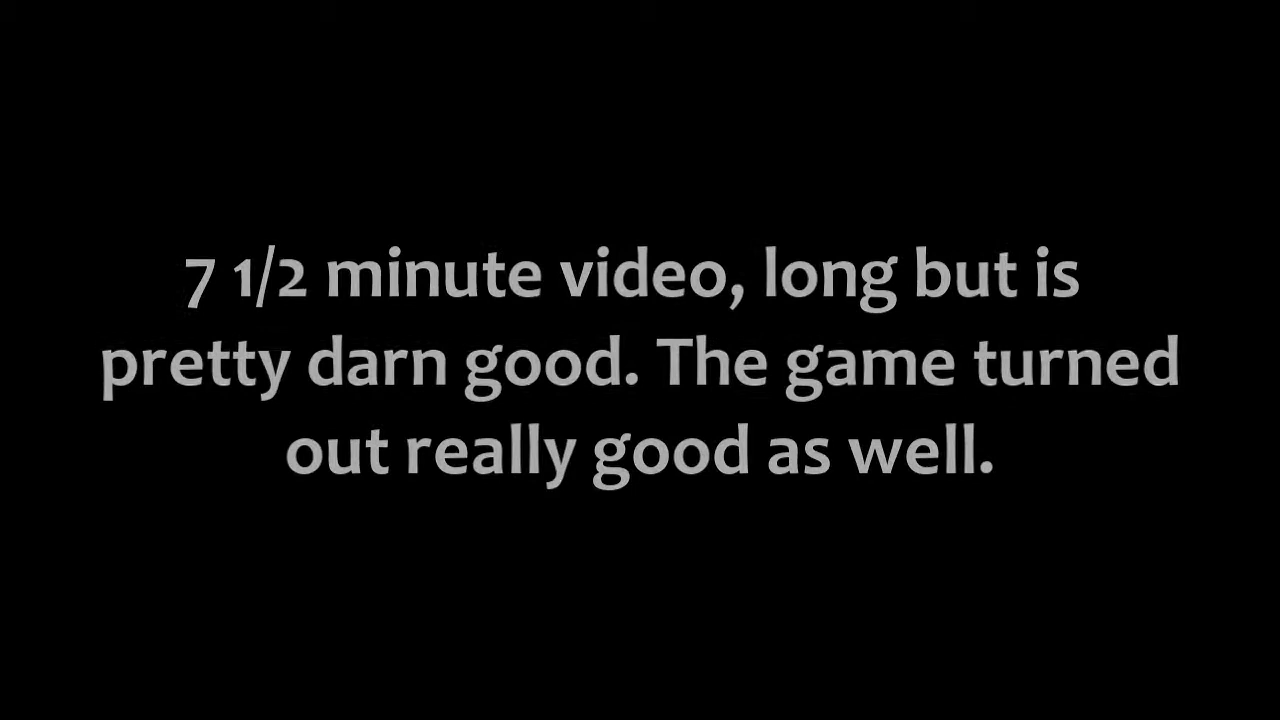 7 1/2 minute video, long but is
pretty darn good. The game turned
out really good as well.